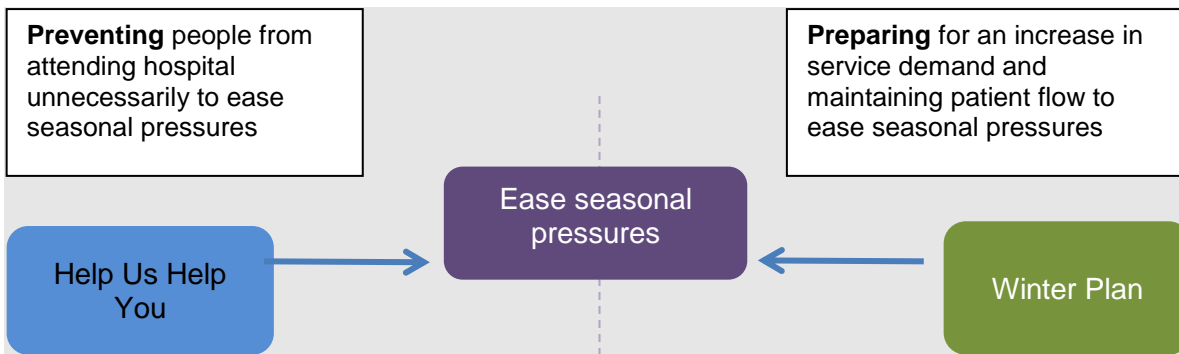 Preventing people from
attending hospital
unnecessarily to ease
seasonal pressures
Preparing for an increase in
service demand and
maintaining patient flow to
ease seasonal pressures
Ease seasonal
pressures
Help Us Help
You
Winter Plan